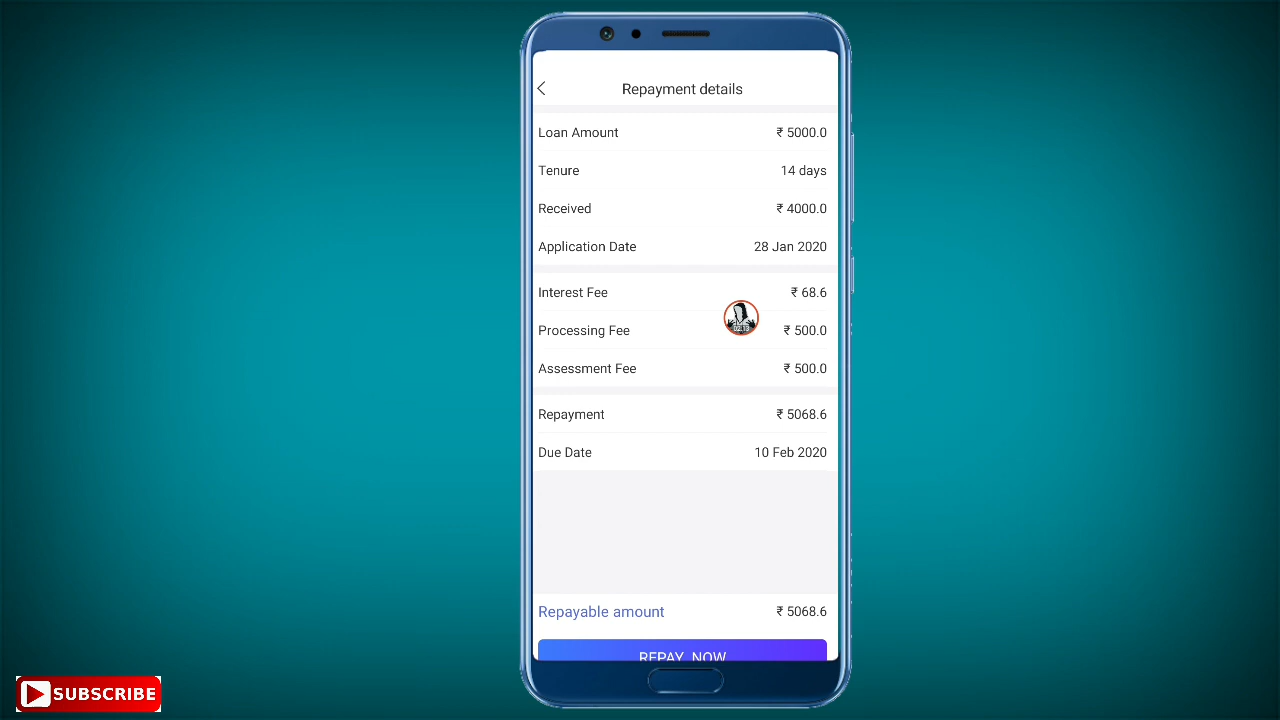 Repayment details
Loan Amount ₹ 5000.0
Tenure 14 days
Received ₹ 4000.0
Application Date 28 Jan 2020
Interest Fee ₹ 68.6
Processing Fee ₹ 500.0
02:13
Assessment Fee ₹ 500.0
Repayment ₹ 5068.6
Due Date 10 Feb 2020
Repayable amount ₹ 5068.6
REPAY NOW
SUBSCRIBE